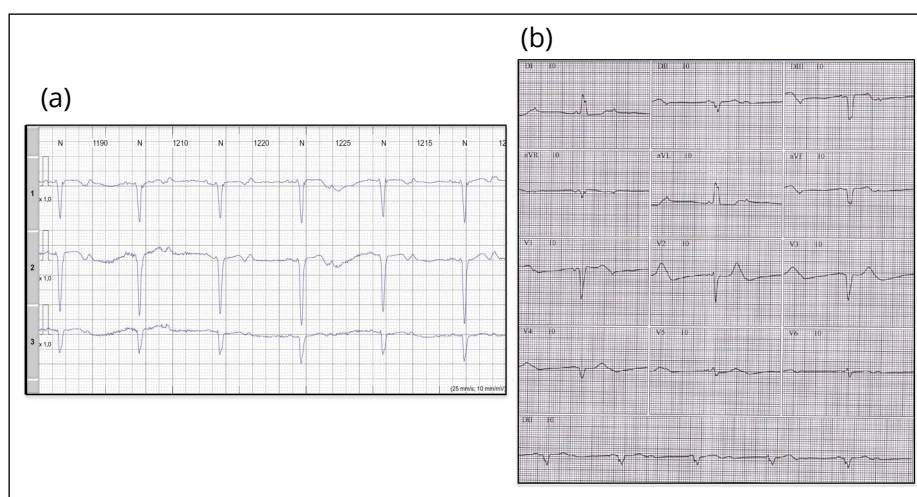 (a)
N 1190 N 1210 N 1220 N 1225 N 1215 N 12
1
x 1,0
2
x 1,0
3
x 1,0
(25 mm/s; 10 mm/mV)
(b)
DI 10 DII 10 DIII 10
aVR 10 aVL 10 aVF 10
V1 10 V2 10 V3 10
V4 10 V5 10 V6 10
DII 10